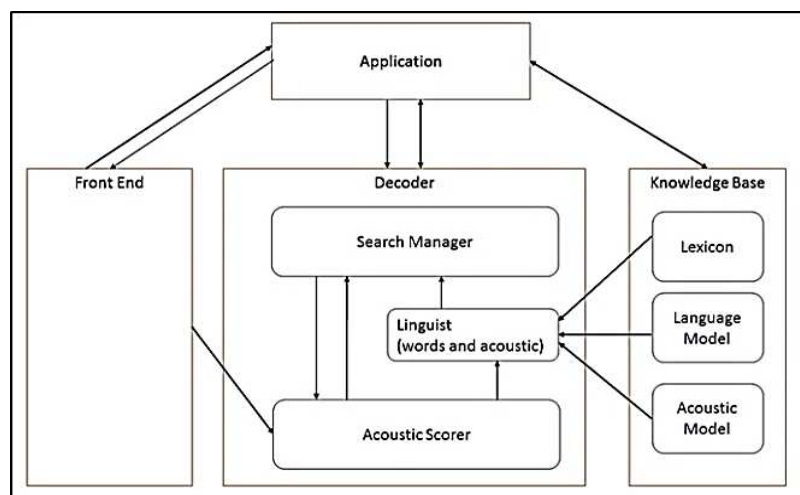 Application
Front End
Decoder
Knowledge Base
Search Manager
Lexicon
Linguist
(words and acoustic)
Language
Model
Acoustic Scorer
Acoustic
Model